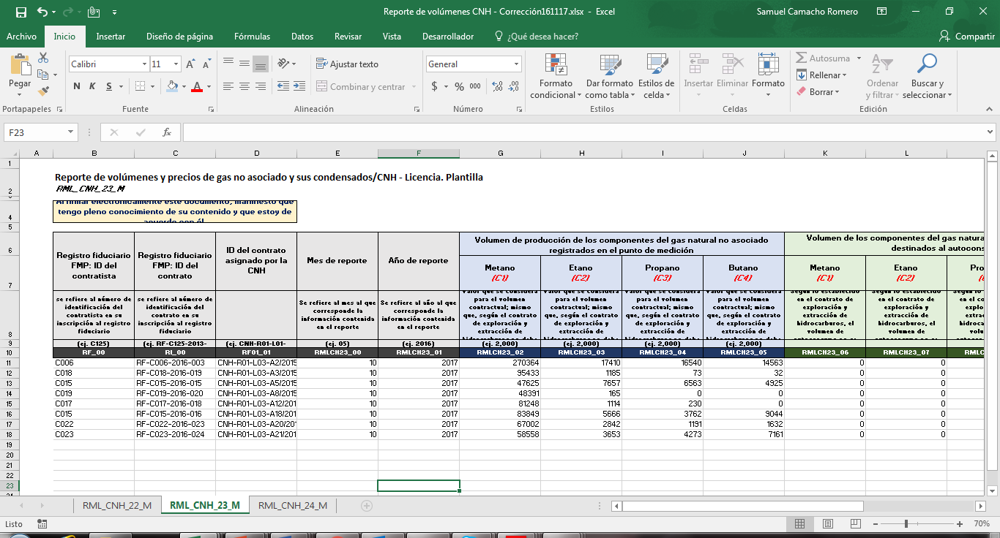 Reporte de volúmenes CNH - Corrección161117.xlsx - Excel
Samuel Camacho Romero
Archivo Inicio Insertar Diseño de página Fórmulas Datos Revisar Vista Desarrollador ¿Qué desea hacer? Compartir
Calibri 11 Ajustar texto General Autosuma
Pegar N K S Combinar y centrar $ % 000 Formato condicional Dar formato como tabla Estilos de celda Insertar Eliminar Formato Rellenar Borrar Ordenar y filtrar Buscar y seleccionar
Portapapeles Fuente Alineación Número Estilos Celdas Edición
F23 fx
A B C D E F G H I J K L
1
Reporte de volúmenes y precios de gas no asociado y sus condensados/CNH - Licencia. Plantilla
2 RML_CNH_23_M
Al firmar electrónicamente este documento, manifiesto que
4 tengo pleno conocimiento de su contenido y que estoy de
acuerdo con él
5
6 Registro fiduciario FMP: ID del contratista
Registro fiduciario FMP: ID del contrato
ID del contrato asignado por la CNH
Mes de reporte
Año de reporte
Volumen de producción de los componentes del gas natural no asociado
registrados en el punto de medición
Volumen de los componentes del gas natura
destinados al autocons
7 Metano Etano Propano Butano Metano Etano Pro
(C1) (C2) (C3) (C4) (C1) (C2)
8 se refiere al número de identificación del contratista en su inscripción al registro fiduciario
se refiere al número de identificación del contrato en su inscripción al registro fiduciario
Se refiere al mes al que corresponde la información contenida en el reporte
Se refiere al año al que corresponde la información contenida en el reporte
Valor que se considera para el volumen contractual; mismo que, según el contrato de exploración y extracción de
Valor que se considera para el volumen contractual; mismo que, según el contrato de exploración y extracción de
Valor que se considera para el volumen contractual; mismo que, según el contrato de exploración y extracción de
Valor que se considera para el volumen contractual; mismo que, según el contrato de exploración y extracción de
Según lo establecido en el contrato de exploración y extracción de hidrocarburos, el volumen de
Según lo establecido en el contrato de exploración y extracción de hidrocarburos, el volumen de
9 (ej. C125) (ej. RF-C125-2013- (ej. CNH-R01-L01- (ej. 05) (ej. 2016) (ej. 2,000) (ej. 2,000) (ej. 2,000) (ej. 2,000)
10 RF_00 RI_00 RF01_01 RMLCH23_00 RMLCH23_01 RMLCH23_02 RMLCH23_03 RMLCH23_04 RMLCH23_05 RMLCH23_06 RMLCH23_07 RMLC
11 C006 RF-C006-2016-003 CNH-R01-L03-A2/2015 10 2017 270364 17410 16540 14563 0 0
12 C018 RF-C018-2016-019 CNH-R01-L03-A3/2015 10 2017 95433 1185 73 32 0 0
13 C015 RF-C015-2016-015 CNH-R01-L03-A5/2015 10 2017 47625 7657 6563 4925 0 0
14 C019 RF-C019-2016-020 CNH-R01-L03-A8/2015 10 2017 48391 165 0 0 0 0
15 C017 RF-C017-2016-018 CNH-R01-L03-A12/201 10 2017 81248 1114 230 0 0 0
16 C015 RF-C015-2016-016 CNH-R01-L03-A18/201 10 2017 83849 5666 3762 9044 0 0
17 C022 RF-C022-2016-023 CNH-R01-L03-A20/20 10 2017 67002 2842 1191 1632 0 0
18 C023 RF-C023-2016-024 CNH-R01-L03-A21/201 10 2017 58558 3653 4273 7161 0 0
19
20
21
22
23
RML_CNH_22_M RML_CNH_23_M RML_CNH_24_M
Listo 70%